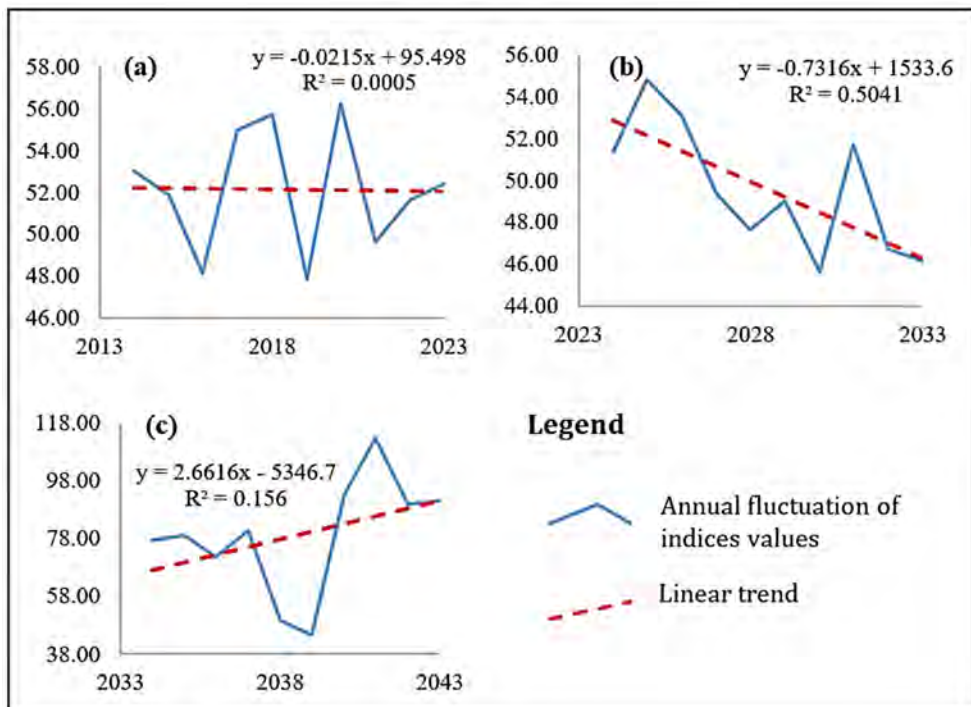 (a)
y = -0.0215x + 95.498
R² = 0.0005
58.00
56.00
54.00
52.00
50.00
48.00
46.00
2013
2018
2023
(b)
y = -0.7316x + 1533.6
R² = 0.5041
56.00
54.00
52.00
50.00
48.00
46.00
44.00
2023
2028
2033
(c)
y = 2.6616x - 5346.7
R² = 0.156
118.00
98.00
78.00
58.00
38.00
2033
2038
2043
Legend
Annual fluctuation of
indices values
Linear trend